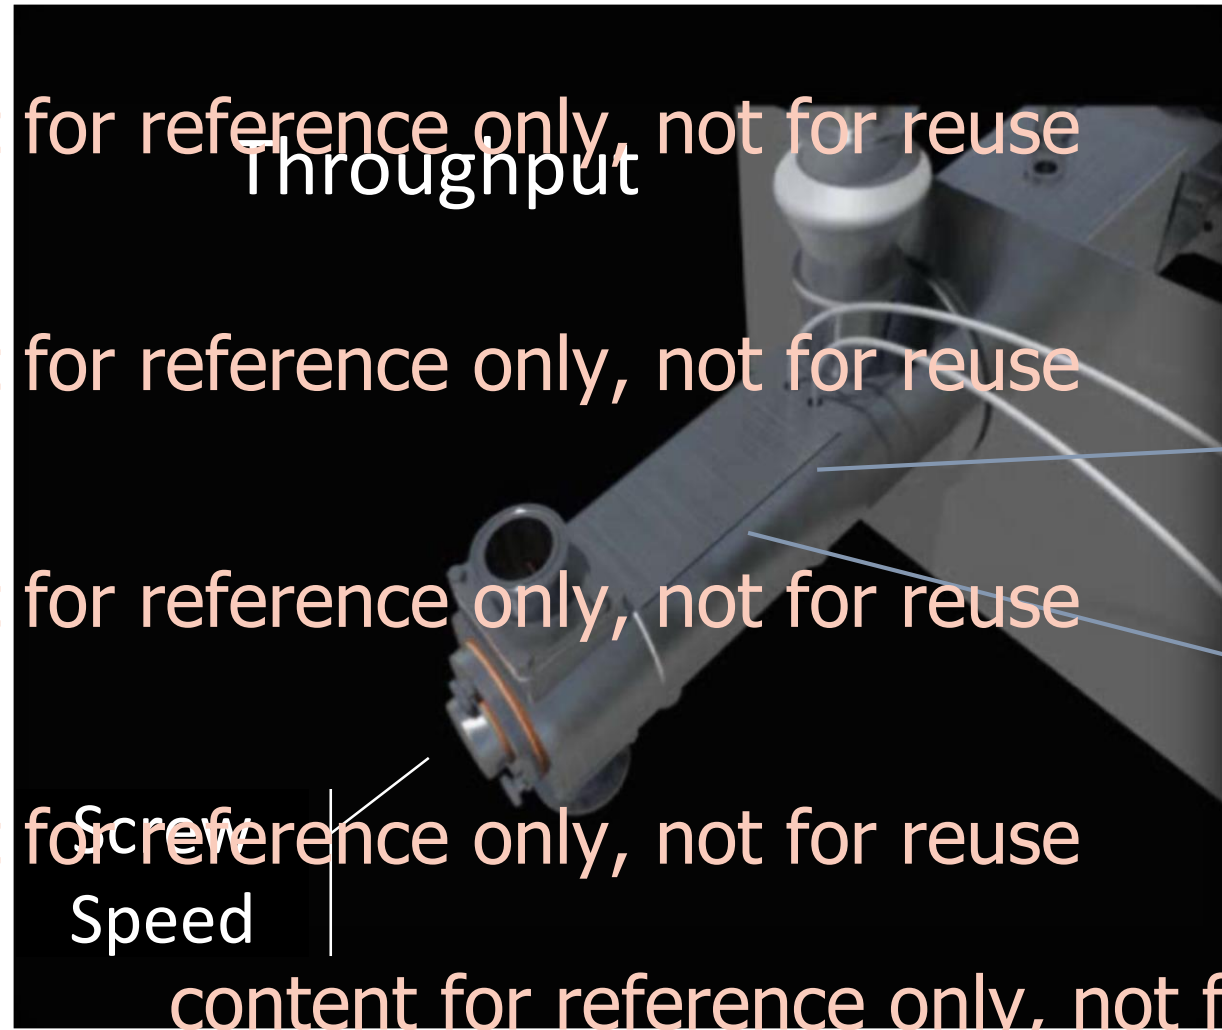 for reference only, not for reuse
Throughput
for reference only, not for reuse
for reference only, not for reuse
Screw
for reference only, not for reuse
Speed
content for reference only, not f